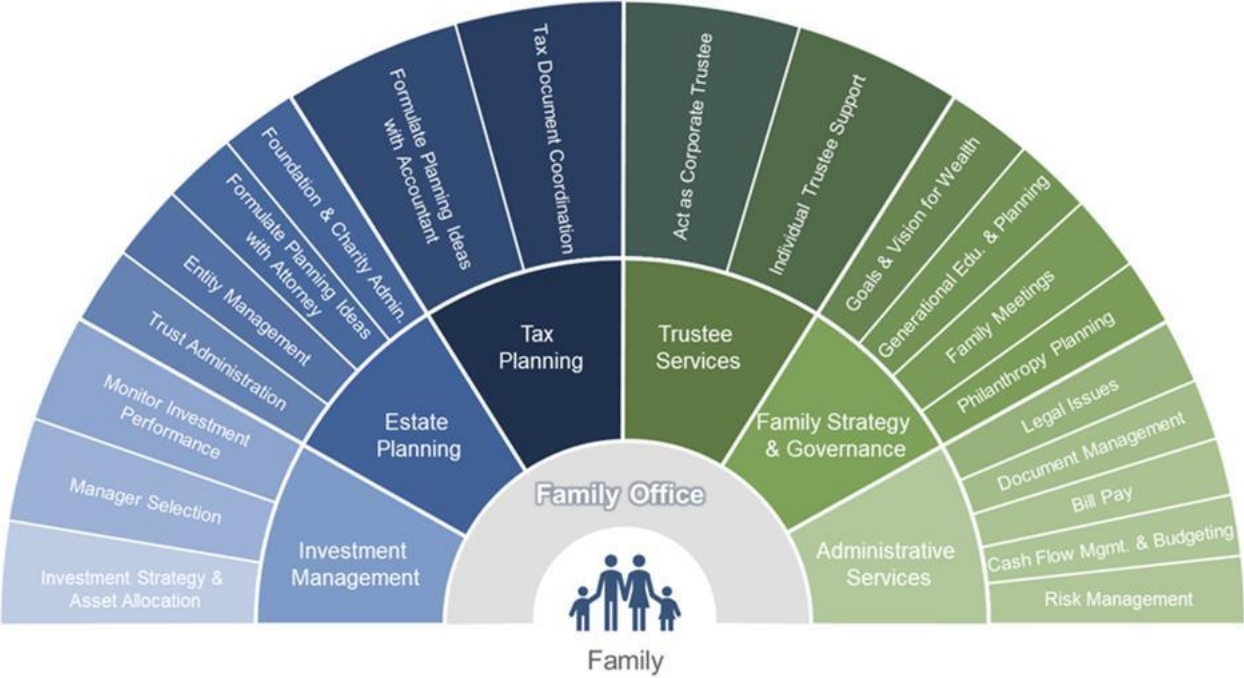 Tax Document Coordination
Formulate Planning Ideas
with Accountant
Foundation & Charity Admin.
Formulate Planning Ideas
with Attorney
Entity Management
Trust Administration
Monitor Investment
Performance
Manager Selection
Investment Strategy &
Asset Allocation
Act as Corporate Trustee
Individual Trustee Support
Goals & Vision for Wealth
Generational Edu. & Planning
Family Meetings
Philanthropy Planning
Legal Issues
Document Management
Bill Pay
Cash Flow Mgmt. & Budgeting
Risk Management
Tax
Planning
Trustee
Services
Estate
Planning
Family Strategy
& Governance
Investment
Management
Administrative
Services
Family Office
Family